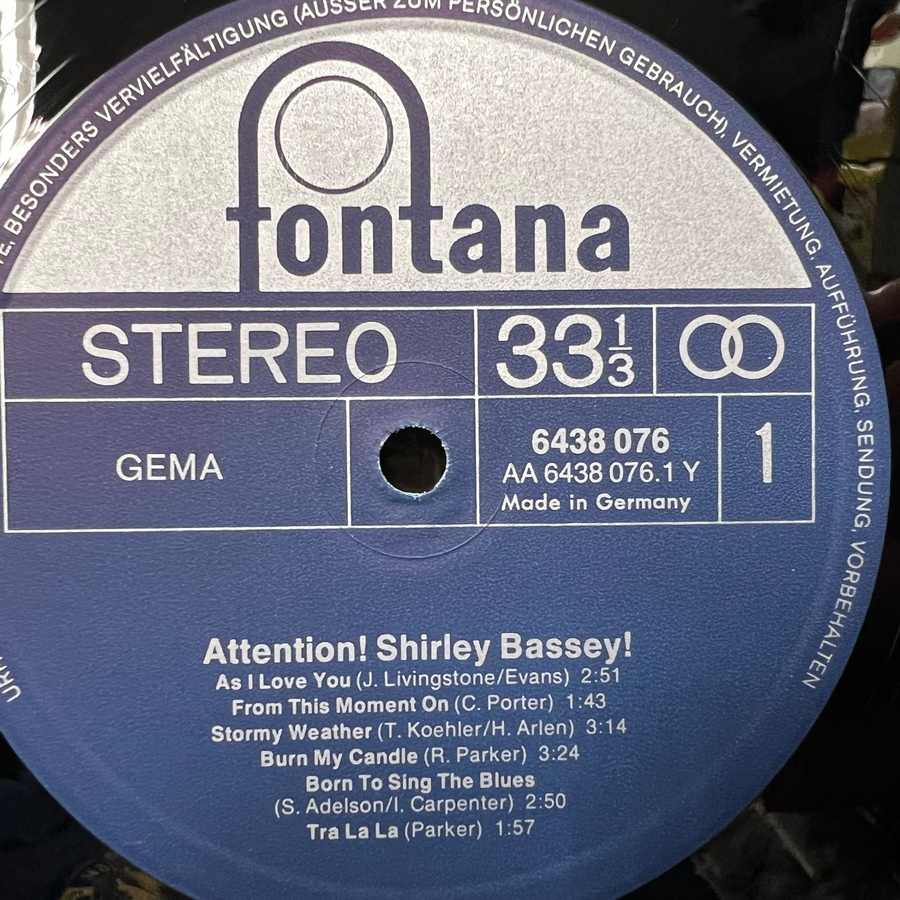 E, BESONDERS VERVIELFÄLTIGUNG (AUSSER ZUM PERSÖNLICHEN GEBRAUCH), VERMIETUNG, AUFFÜHRUNG, SENDUNG, VORBEHALTEN
fontana
STEREO
33 1/3
GEMA
6438 076
AA 6438 076.1 Y
Made in Germany
1
Attention! Shirley Bassey!
As I Love You (J. Livingstone/Evans) 2:51
From This Moment On (C. Porter) 1:43
Stormy Weather (T. Koehler/H. Arlen) 3:14
Burn My Candle (R. Parker) 3:24
Born To Sing The Blues
(S. Adelson/I. Carpenter) 2:50
Tra La La (Parker) 1:57